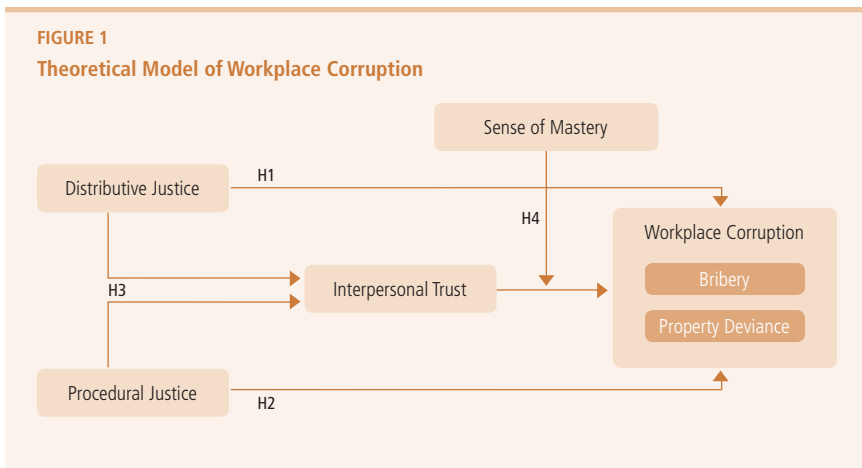 FIGURE 1
Theoretical Model of Workplace Corruption
Sense of Mastery
H1
Distributive Justice
H4
Workplace Corruption
Bribery
H3
Interpersonal Trust
Property Deviance
Procedural Justice
H2